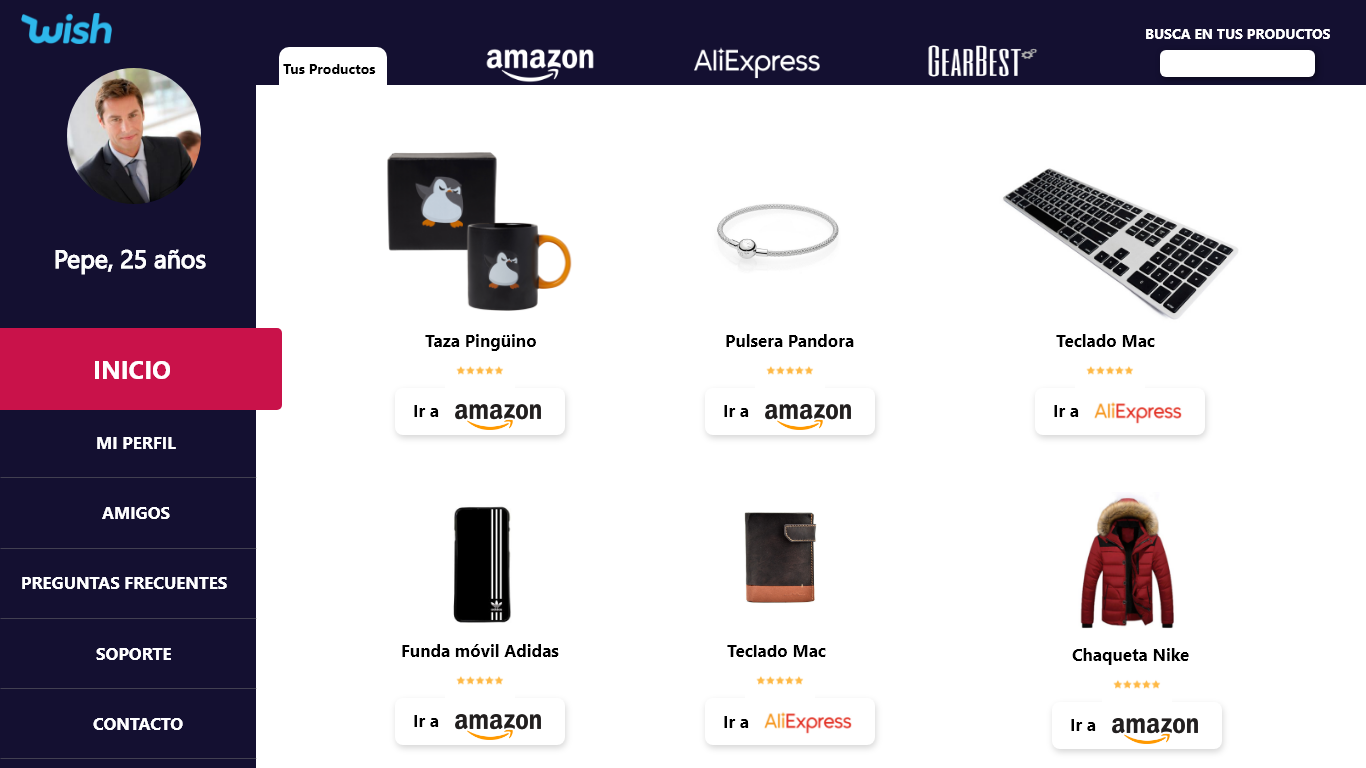 wish
BUSCA EN TUS PRODUCTOS
Tus Productos
amazon
AliExpress
GEARBEST
Pepe, 25 años
INICIO
MI PERFIL
AMIGOS
PREGUNTAS FRECUENTES
SOPORTE
CONTACTO
Taza Pingüino
Ir a amazon
Pulsera Pandora
Ir a amazon
Teclado Mac
Ir a AliExpress
Funda móvil Adidas
Ir a amazon
Teclado Mac
Ir a AliExpress
Chaqueta Nike
Ir a amazon